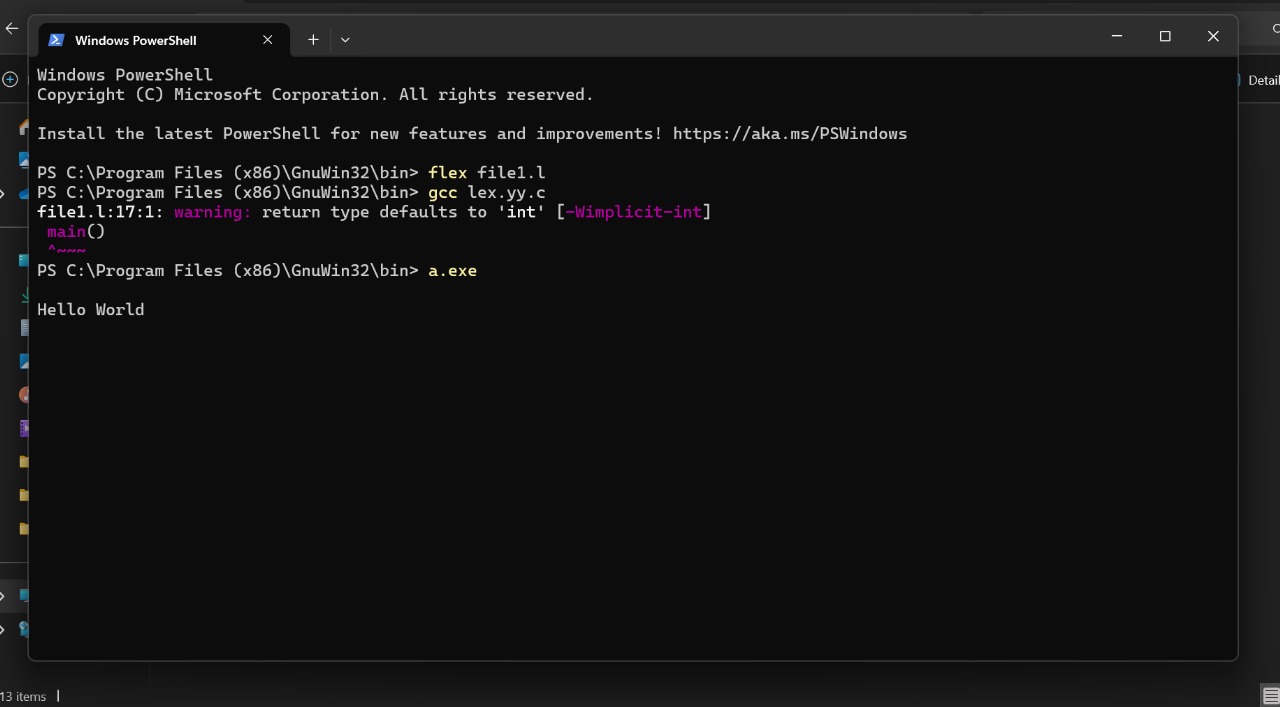 Windows PowerShell
Detail
Windows PowerShell
Copyright (C) Microsoft Corporation. All rights reserved.
Install the latest PowerShell for new features and improvements! https://aka.ms/PSWindows
PS C:\Program Files (x86)\GnuWin32\bin> flex file1.l
PS C:\Program Files (x86)\GnuWin32\bin> gcc lex.yy.c
file1.l:17:1: warning: return type defaults to 'int' [-Wimplicit-int]
main()
^~~~
PS C:\Program Files (x86)\GnuWin32\bin> a.exe
Hello World
13 items